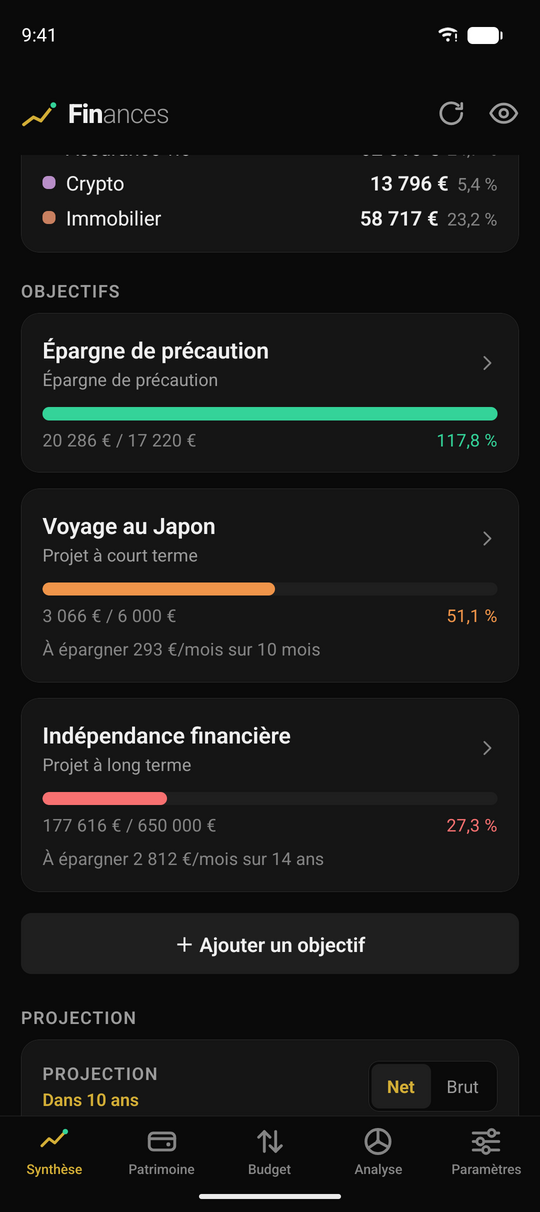 9:41
Finances
Crypto 13 796 € 5,4 %
Immobilier 58 717 € 23,2 %
OBJECTIFS
Épargne de précaution
Épargne de précaution
20 286 € / 17 220 € 117,8 %
Voyage au Japon
Projet à court terme
3 066 € / 6 000 € 51,1 %
À épargner 293 €/mois sur 10 mois
Indépendance financière
Projet à long terme
177 616 € / 650 000 € 27,3 %
À épargner 2 812 €/mois sur 14 ans
+ Ajouter un objectif
PROJECTION
PROJECTION
Dans 10 ans
Net Brut
Synthèse Patrimoine Budget Analyse Paramètres